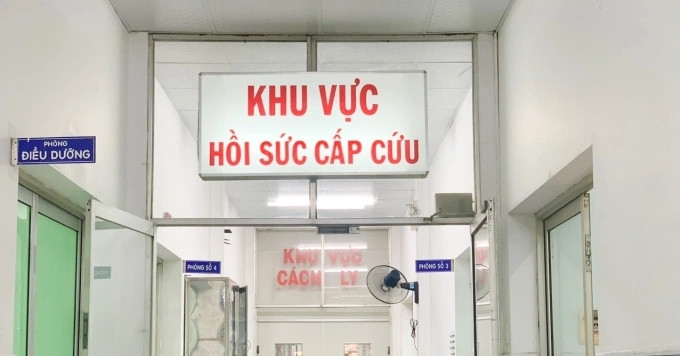 KHU VỰC
HỒI SỨC CẤP CỨU
PHÒNG
ĐIỀU DƯỠNG
KHU VỰC
CÁCH LY
PHÒNG SỐ 4
PHÒNG SỐ 3